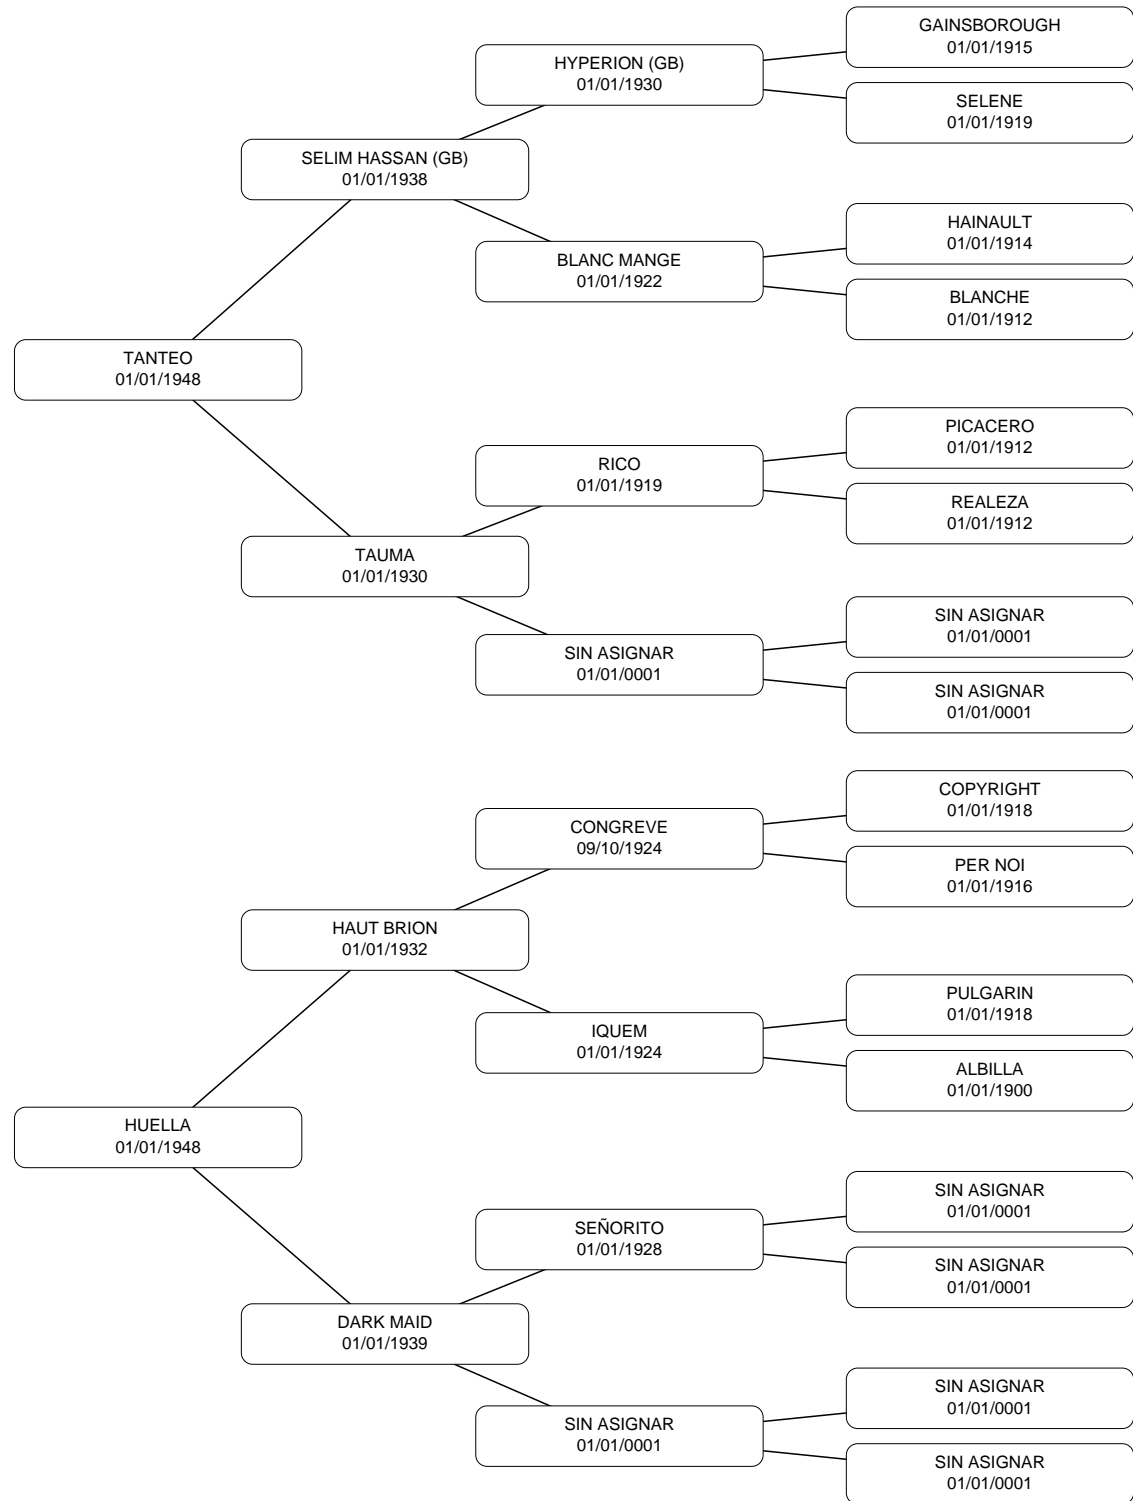 GAINSBOROUGH
01/01/1915
HYPERION (GB)
01/01/1930
SELENE
01/01/1919
SELIM HASSAN (GB)
01/01/1938
HAINAULT
01/01/1914
BLANC MANGE
01/01/1922
BLANCHE
01/01/1912
TANTEO
01/01/1948
PICACERO
01/01/1912
RICO
01/01/1919
REALEZA
01/01/1912
TAUMA
01/01/1930
SIN ASIGNAR
01/01/0001
SIN ASIGNAR
01/01/0001
SIN ASIGNAR
01/01/0001
COPYRIGHT
01/01/1918
CONGREVE
09/10/1924
PER NOI
01/01/1916
HAUT BRION
01/01/1932
PULGARIN
01/01/1918
IQUEM
01/01/1924
ALBILLA
01/01/1900
HUELLA
01/01/1948
SIN ASIGNAR
01/01/0001
SEÑORITO
01/01/1928
SIN ASIGNAR
01/01/0001
DARK MAID
01/01/1939
SIN ASIGNAR
01/01/0001
SIN ASIGNAR
01/01/0001
SIN ASIGNAR
01/01/0001